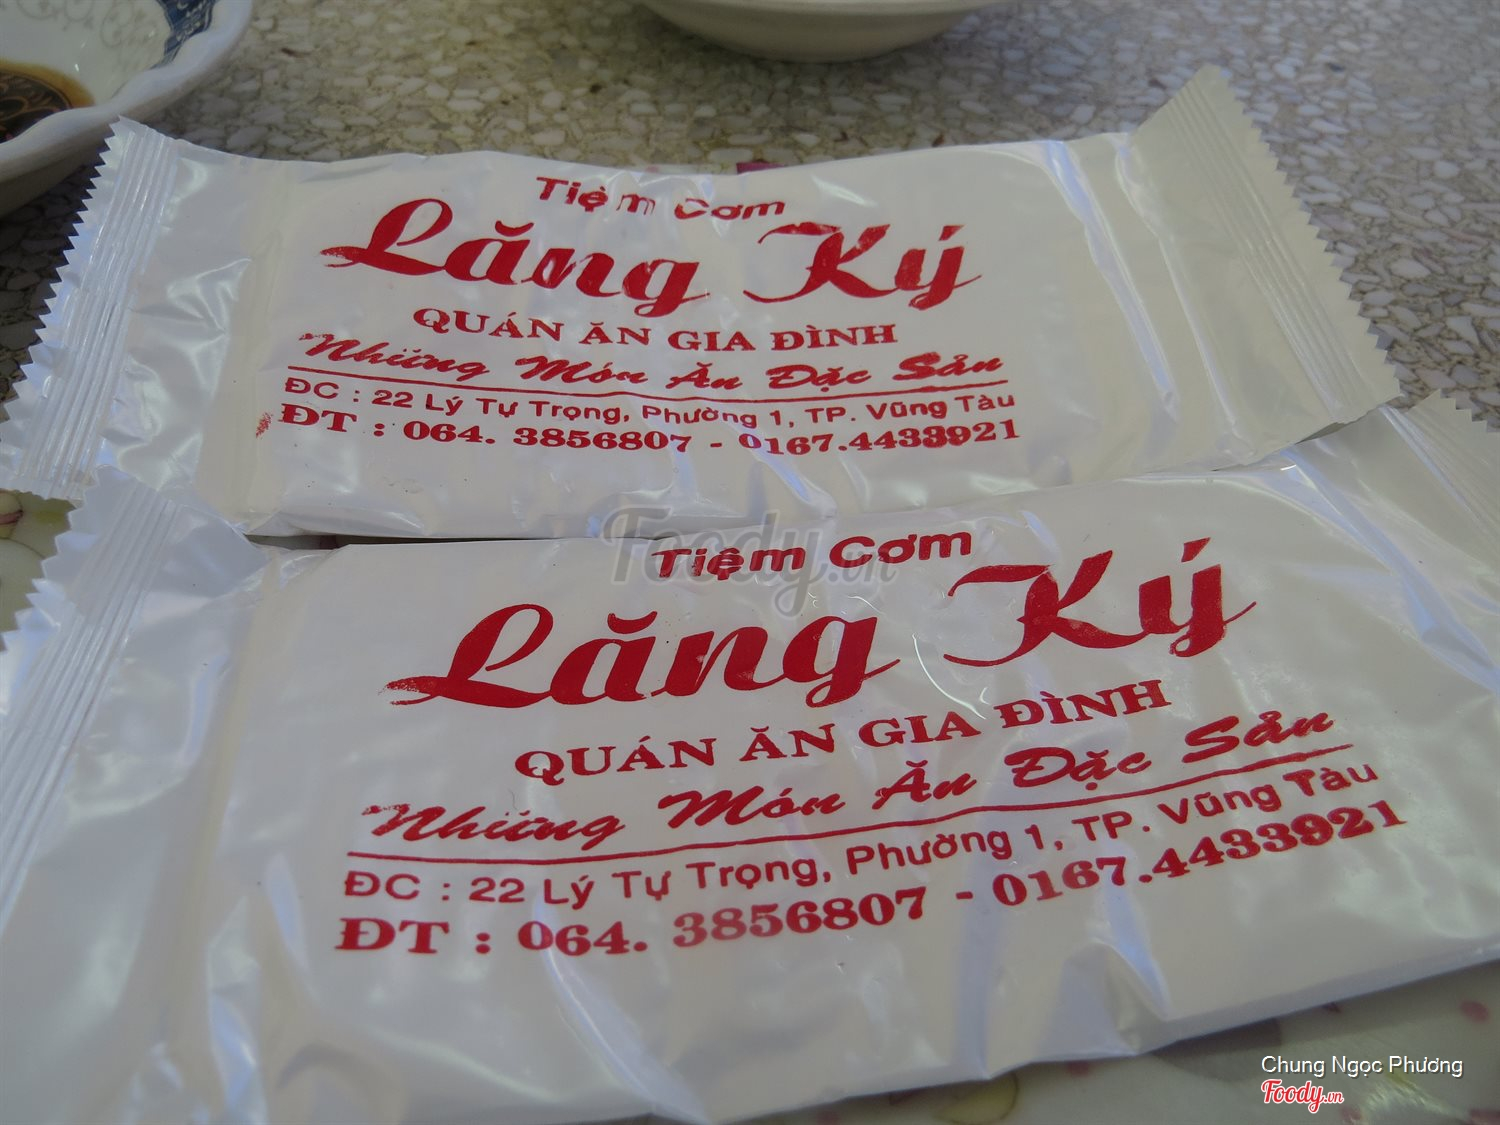 Tiệm Cơm
Lăng Ký
QUÁN ĂN GIA ĐÌNH
Những Món Ăn Đặc Sản
ĐC : 22 Lý Tự Trọng, Phường 1, TP. Vũng Tàu
ĐT : 064. 3856807 - 0167.4433921
Foody.vn
Tiệm Cơm
Lăng Ký
QUÁN ĂN GIA ĐÌNH
Những Món Ăn Đặc Sản
ĐC : 22 Lý Tự Trọng, Phường 1, TP. Vũng Tàu
ĐT : 064. 3856807 - 0167.4433921
Chung Ngọc Phương
Foody.vn